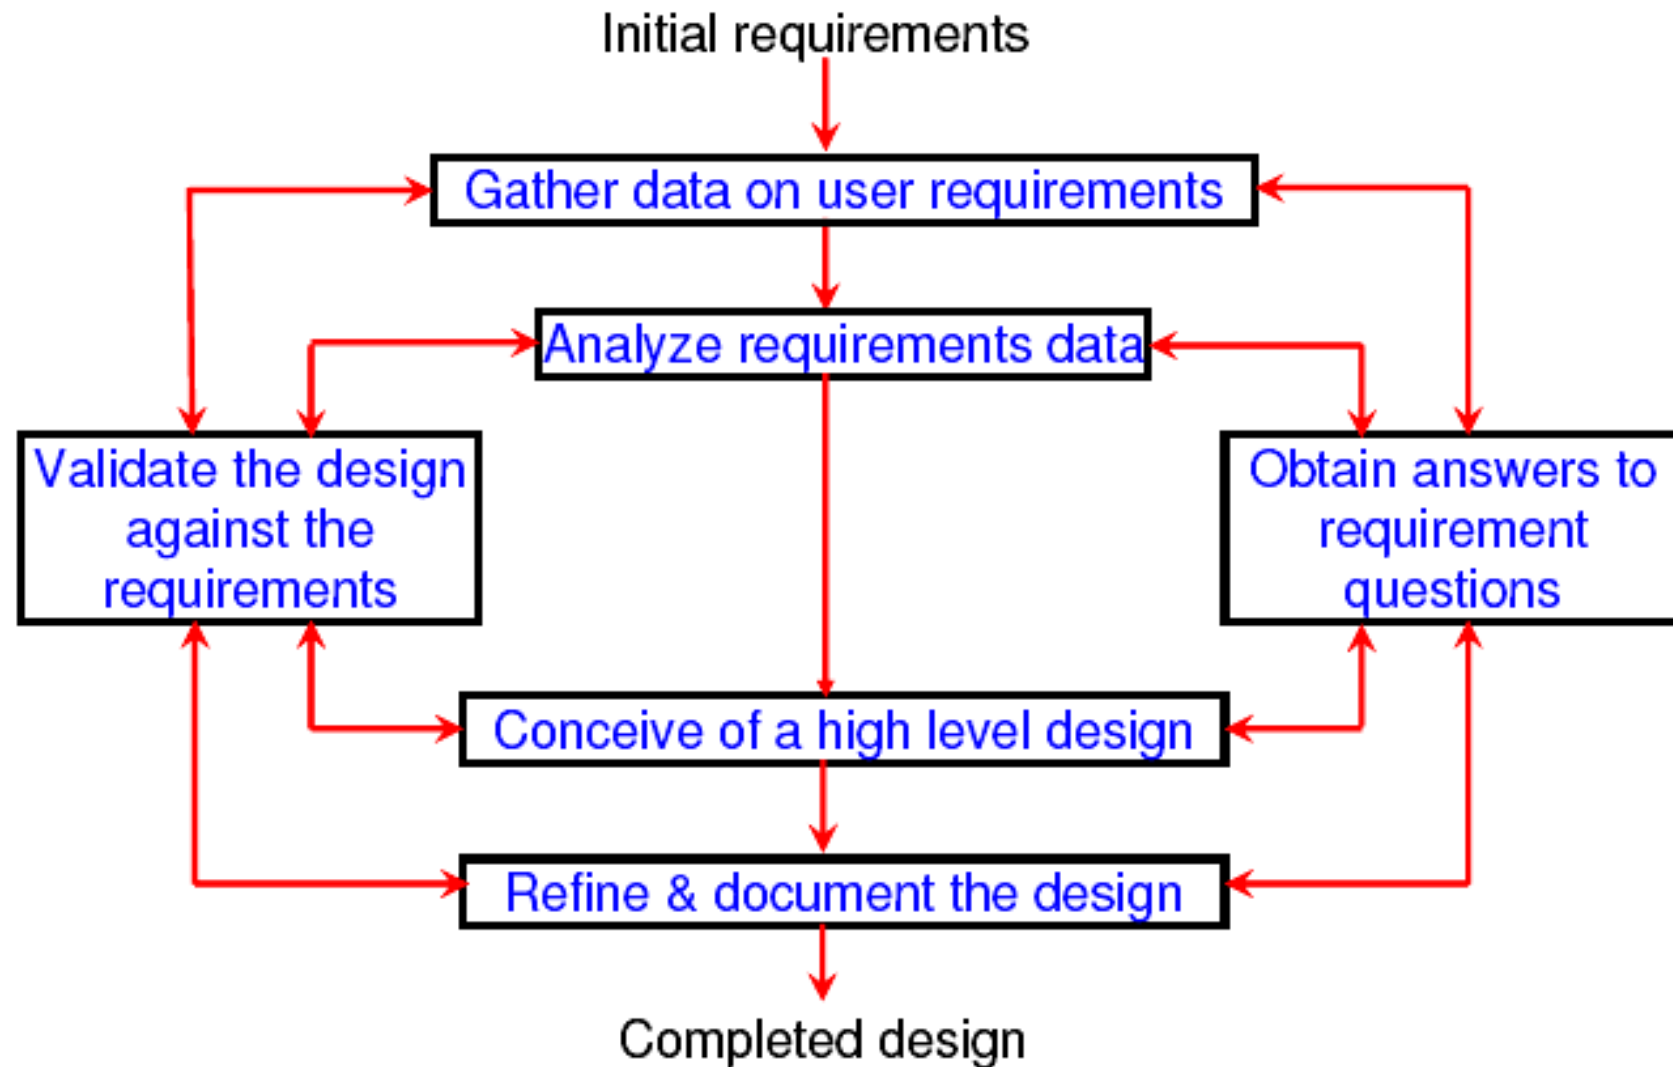 Initial requirements
Gather data on user requirements
Analyze requirements data
Validate the design
against the
requirements
Obtain answers to
requirement
questions
Conceive of a high level design
Refine & document the design
Completed design